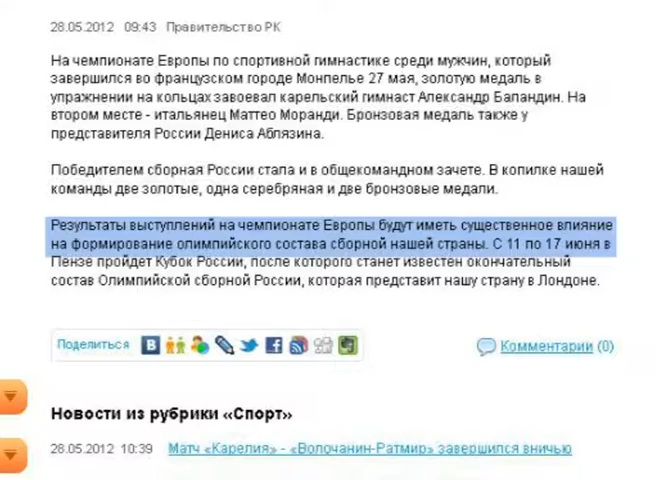 28.05.2012 09:43 Правительство РК
На чемпионате Европы по спортивной гимнастике среди мужчин, который
завершился во французском городе Монпелье 27 мая, золотую медаль в
упражнении на кольцах завоевал карельский гимнаст Александр Баландин. На
втором месте - итальянец Маттео Моранди. Бронзовая медаль также у
представителя России Дениса Аблязина.
Победителем сборная России стала и в общекомандном зачете. В копилке нашей
команды две золотые, одна серебряная и две бронзовые медали.
Результаты выступлений на чемпионате Европы будут иметь существенное влияние
на формирование олимпийского состава сборной нашей страны. С 11 по 17 июня в
Пензе пройдет Кубок России, после которого станет известен окончательный
состав Олимпийской сборной России, которая представит нашу страну в Лондоне.
Поделиться Комментарии (0)
Новости из рубрики «Спорт»
28.05.2012 10:39 Матч «Карелия» - «Волочанин-Ратмир» завершился вничью